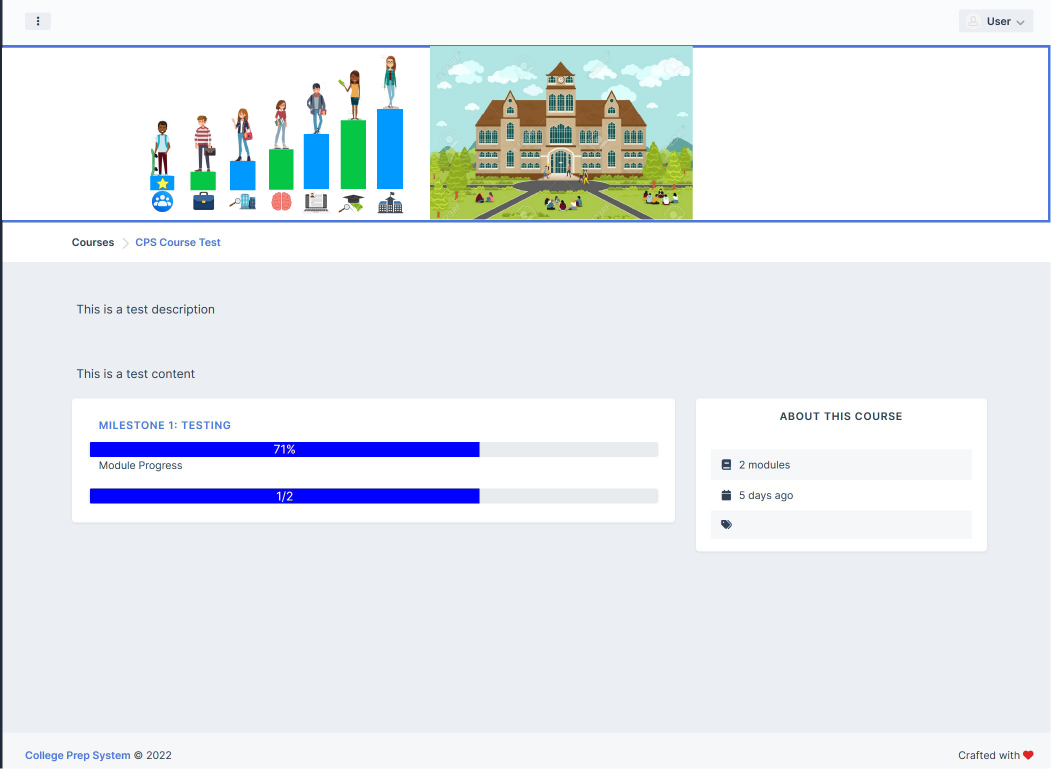 User
Courses
CPS Course Test
This is a test description
This is a test content
MILESTONE 1: TESTING
71%
Module Progress
1/2
ABOUT THIS COURSE
2 modules
5 days ago
College Prep System © 2022
Crafted with